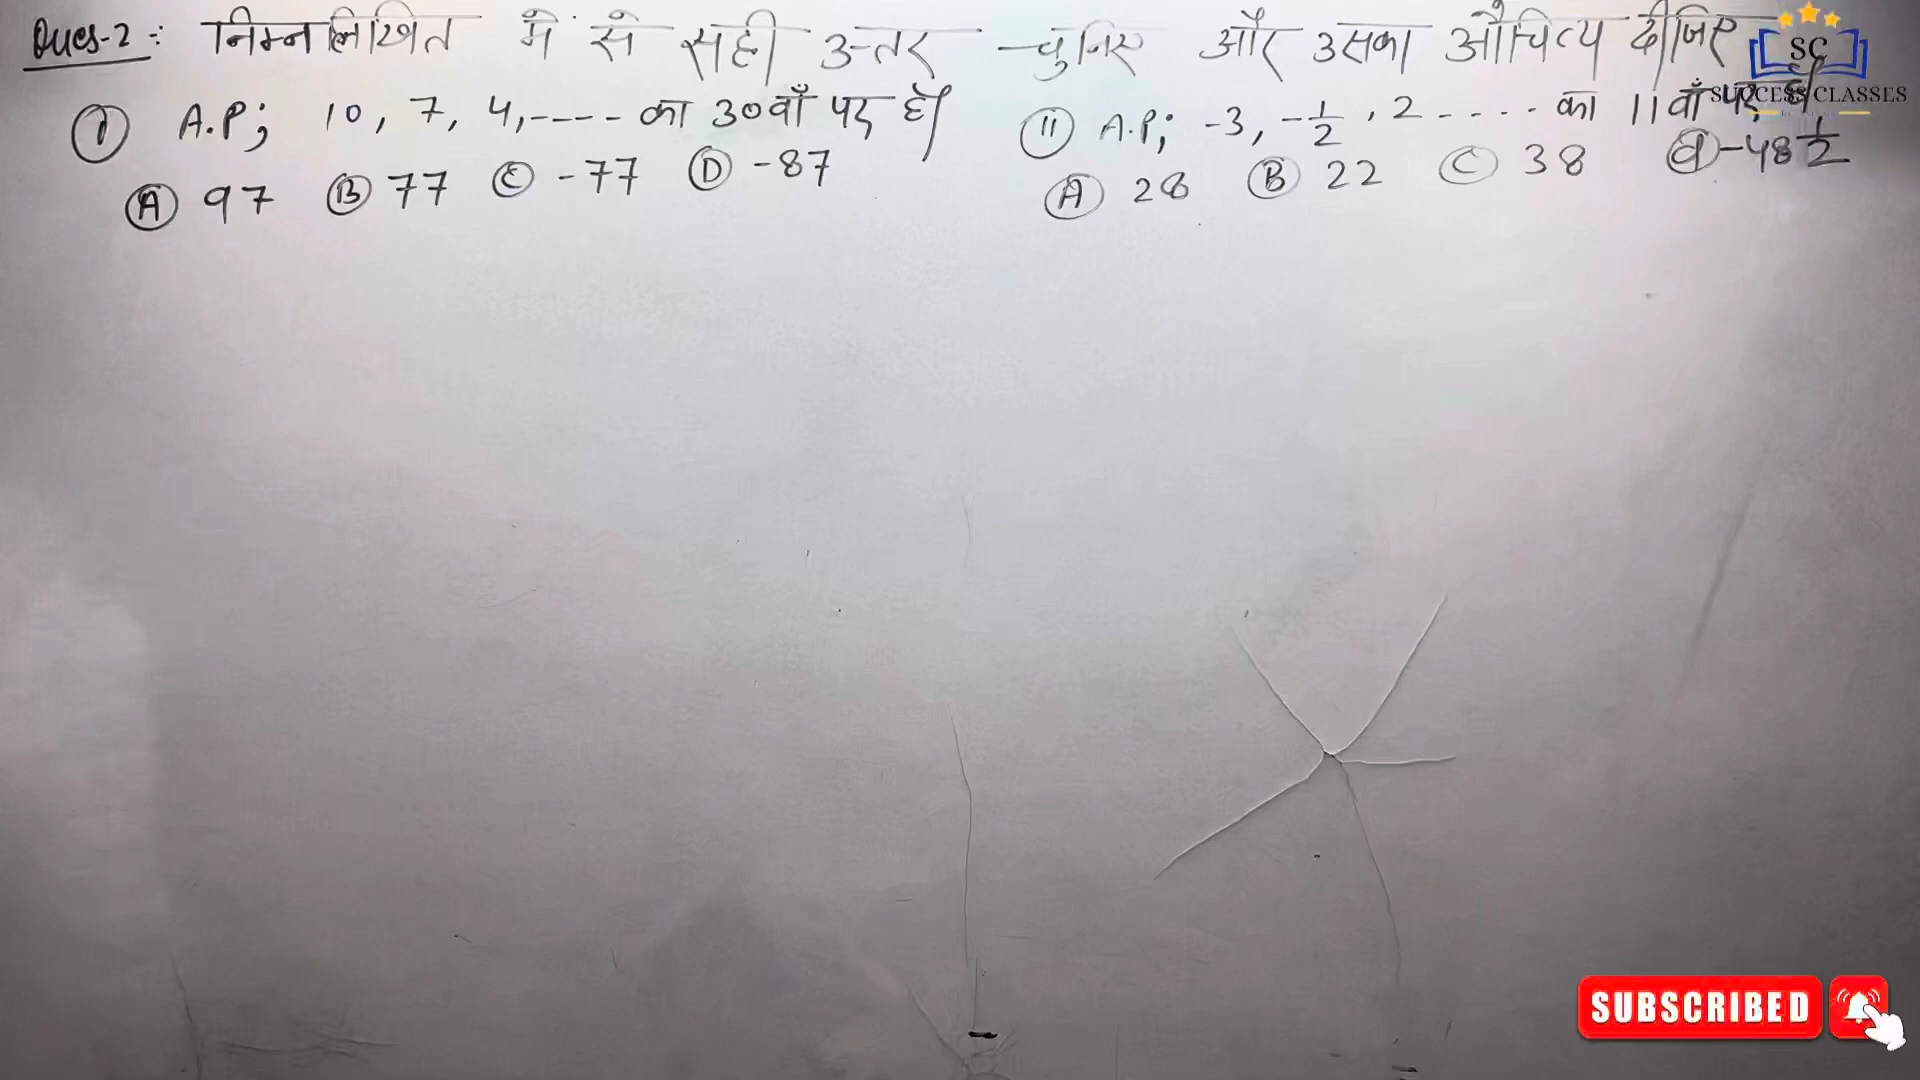 Ques-2 :- निम्नलिखित में से सही उत्तर चुनिए और उसका औचित्य दीजिए
(i) A.P; 10, 7, 4,---- का 30वाँ पद है।
(A) 97 (B) 77 (C) -77 (D) -87
(ii) A.P; -3, -1/2, 2 .... का 11वाँ पद है
(A) 28 (B) 22 (C) 38 (d) -48 1/2
SC
SUCCESS CLASSES
SUBSCRIBED